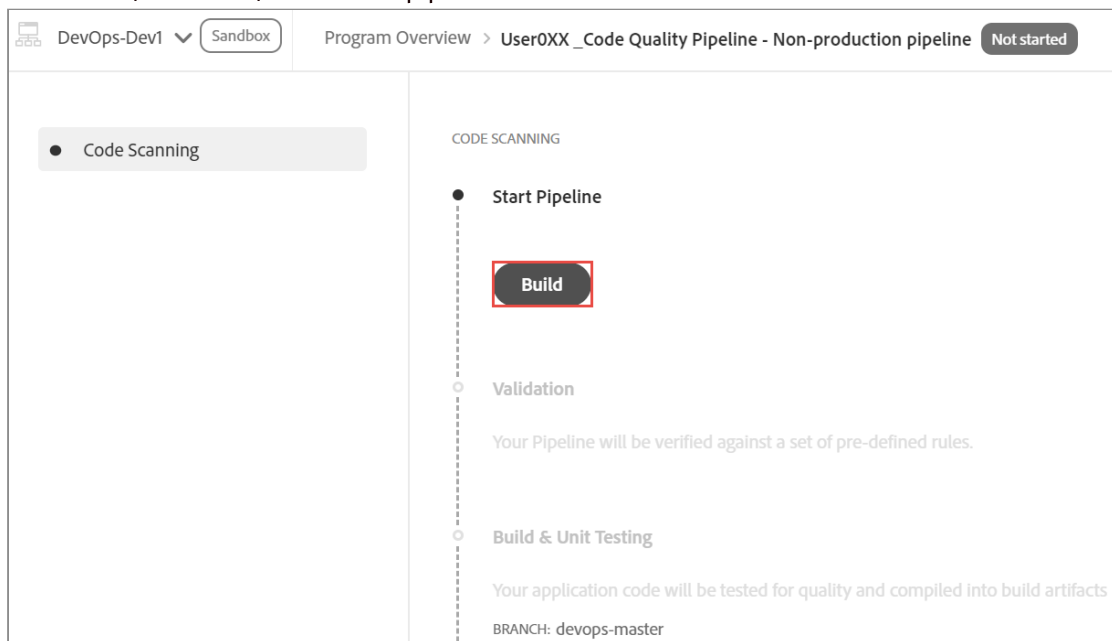 DevOps-Dev1 Sandbox Program Overview > User0XX _Code Quality Pipeline - Non-production pipeline Not started
Code Scanning
CODE SCANNING
Start Pipeline
Build
Validation
Your Pipeline will be verified against a set of pre-defined rules.
Build & Unit Testing
Your application code will be tested for quality and compiled into build artifacts
BRANCH: devops-master